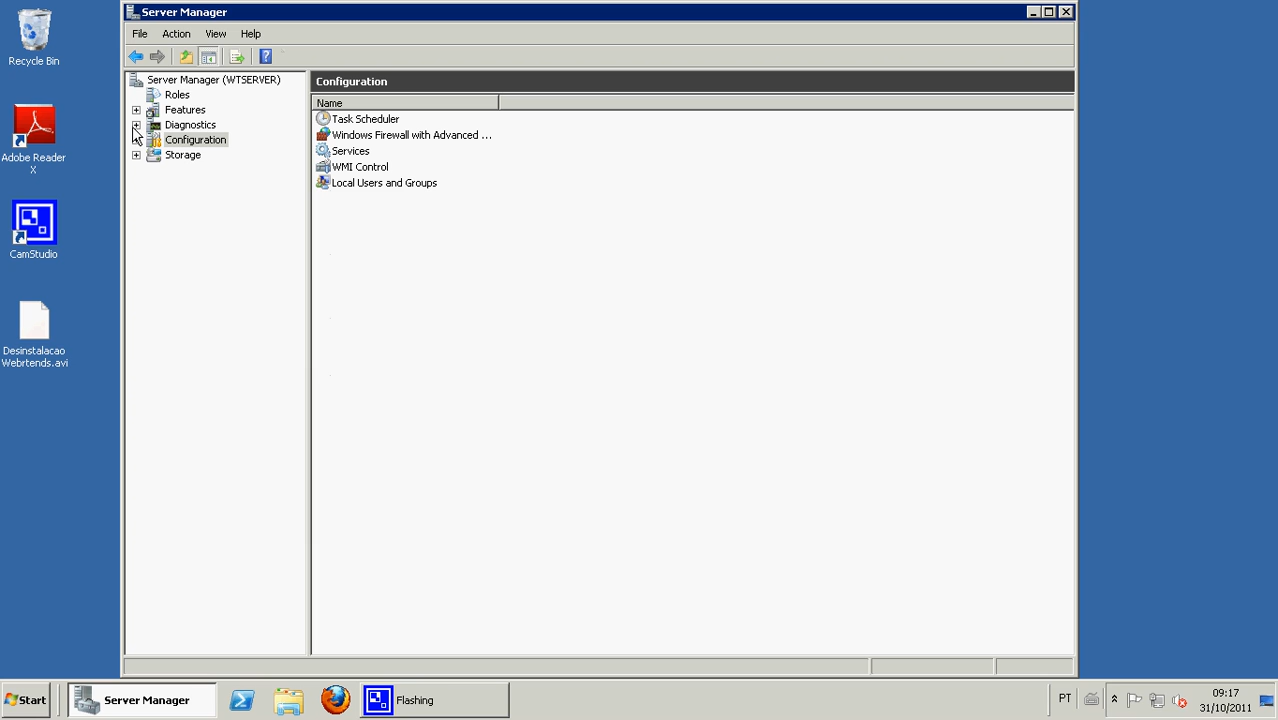 Server Manager
File Action View Help
Recycle Bin
Adobe Reader
X
CamStudio
Desinstalacao
Webrtends.avi
Server Manager (WTSERVER)
Roles
Features
Diagnostics
Configuration
Storage
Configuration
Name
Task Scheduler
Windows Firewall with Advanced ...
Services
WMI Control
Local Users and Groups
Start
Server Manager
Flashing
PT
09:17
31/10/2011